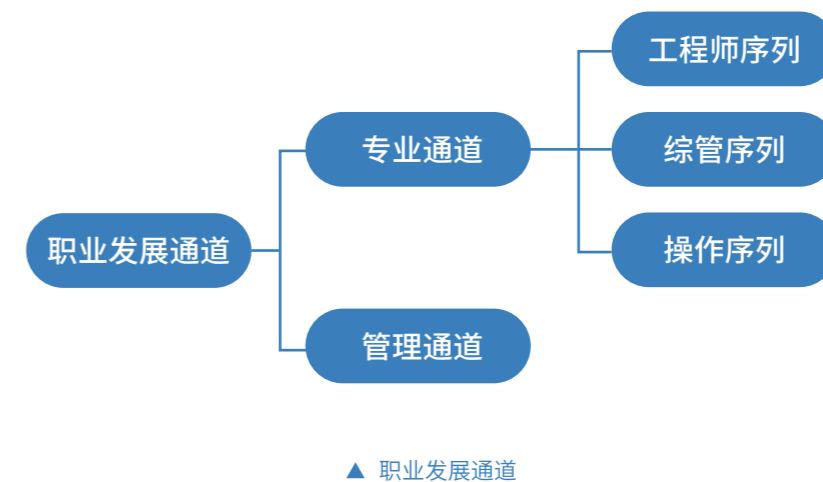 工程师序列
专业通道
综管序列
职业发展通道
操作序列
管理通道
▲ 职业发展通道